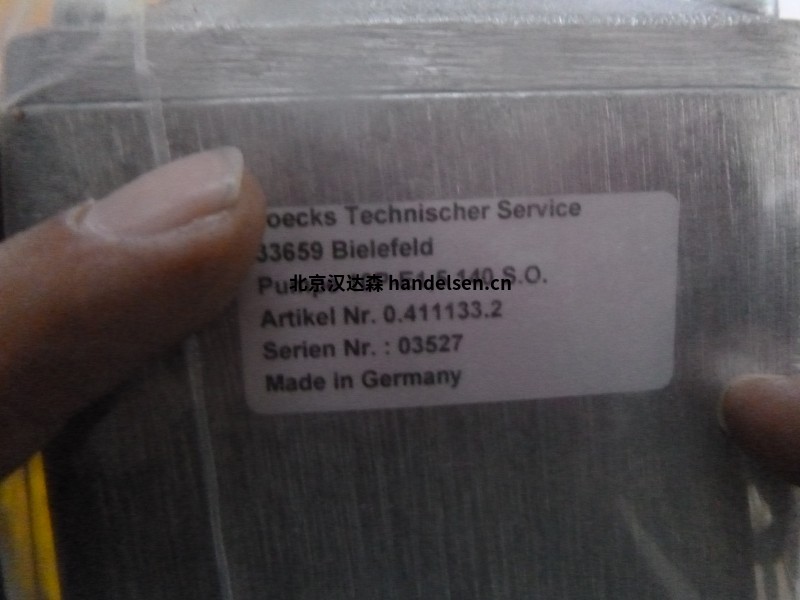 oecks Technischer Service
33659 Bielefeld
S.O.
北京汉达森 handelsen.cn
Artikel Nr. 0.411133.2
Serien Nr. : 03527
Made in Germany